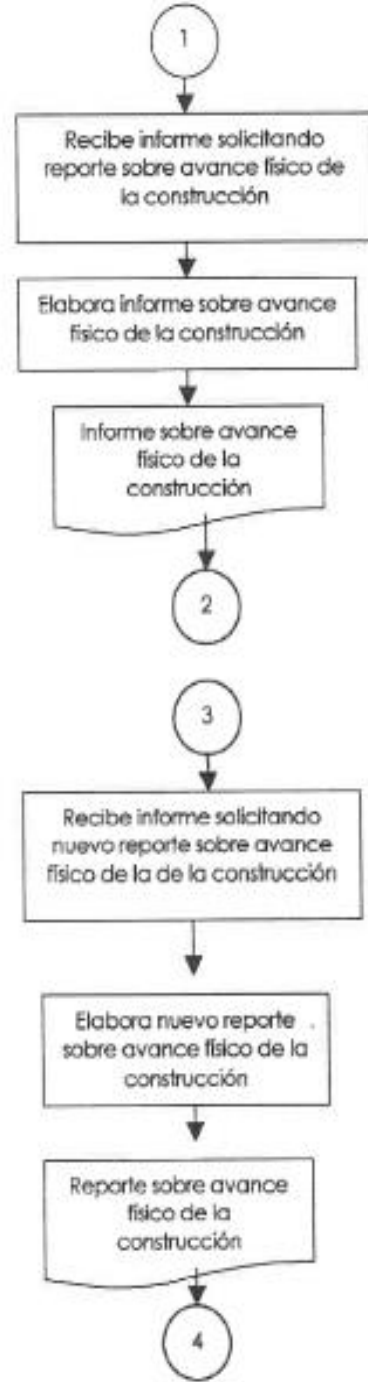 1
Recibe informe solicitando
reporte sobre avance físico de
la construcción
Elabora informe sobre avance
físico de la construcción
Informe sobre avance
físico de la
construcción
2
3
Recibe informe solicitando
nuevo reporte sobre avance
físico de la de la construcción
Elabora nuevo reporte
sobre avance físico de la
construcción
Reporte sobre avance
físico de la
construcción
4